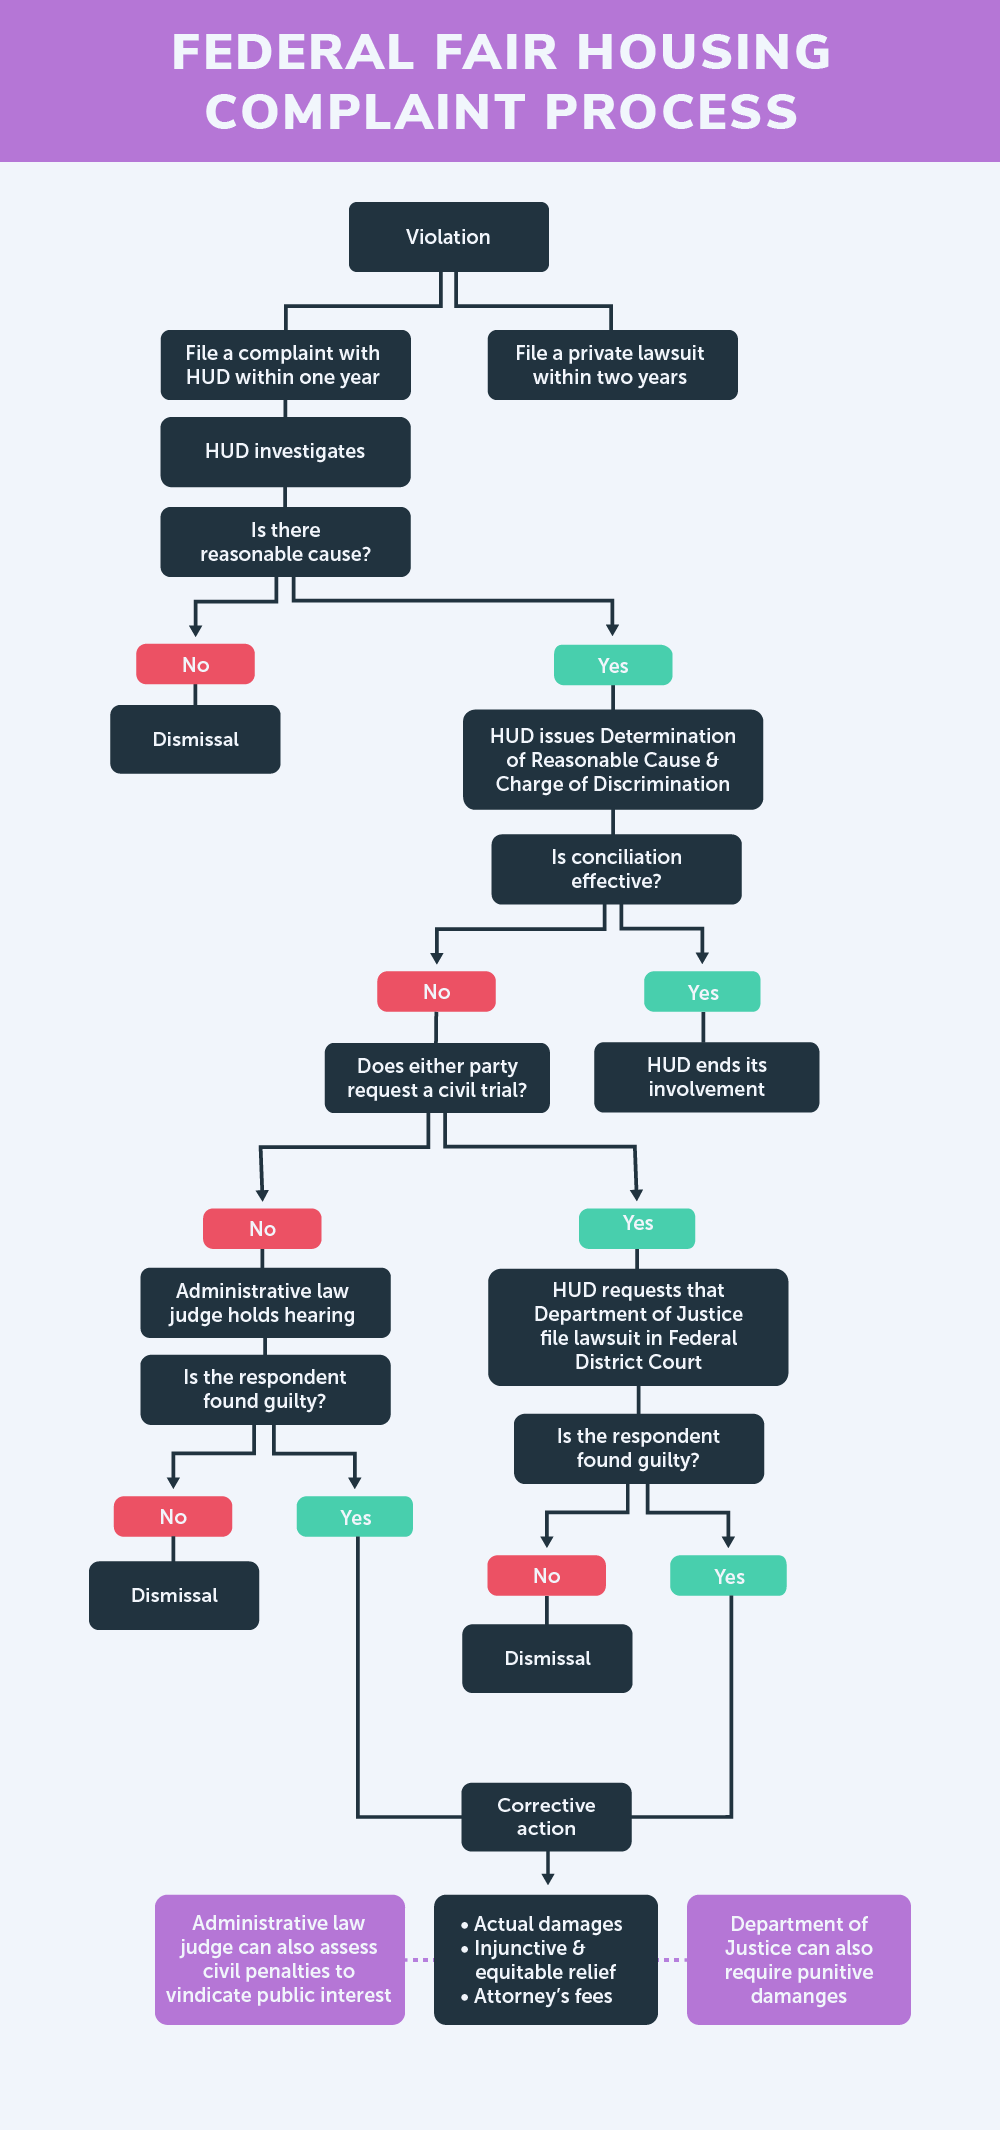 FEDERAL FAIR HOUSING
COMPLAINT PROCESS
Violation
File a complaint with
HUD within one year
File a private lawsuit
within two years
HUD investigates
Is there
reasonable cause?
No
Yes
Dismissal
HUD issues Determination
of Reasonable Cause &
Charge of Discrimination
Is conciliation
effective?
No
Yes
Does either party
request a civil trial?
HUD ends its
involvement
No
Yes
Administrative law
judge holds hearing
HUD requests that
Department of Justice
file lawsuit in Federal
District Court
Is the respondent
found guilty?
Is the respondent
found guilty?
No
Yes
Dismissal
No
Yes
Dismissal
Corrective
action
Administrative law
judge can also assess
civil penalties to
vindicate public interest
• Actual damages
• Injunctive &
equitable relief
• Attorney's fees
Department of
Justice can also
require punitive
damanges